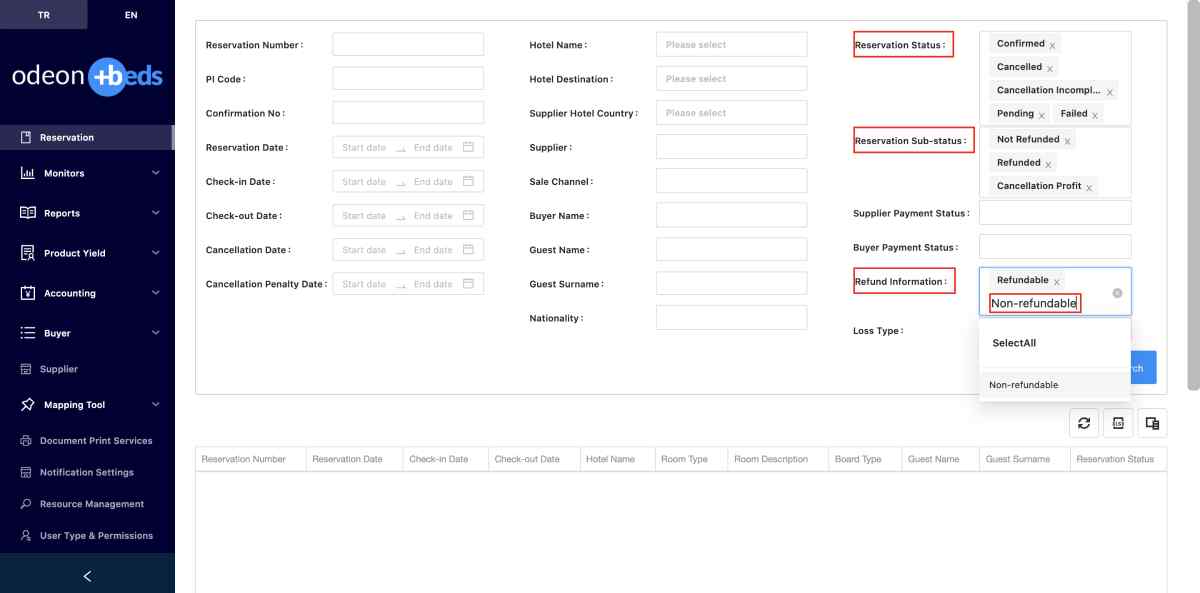 TR
EN
odeon +beds
Reservation
Monitors
Reports
Product Yield
Accounting
Buyer
Supplier
Mapping Tool
Document Print Services
Notification Settings
Resource Management
User Type & Permissions
Reservation Number :
PI Code :
Confirmation No :
Reservation Date : Start date End date
Check-in Date : Start date End date
Check-out Date : Start date End date
Cancellation Date : Start date End date
Cancellation Penalty Date : Start date End date
Hotel Name : Please select
Hotel Destination : Please select
Supplier Hotel Country : Please select
Supplier :
Sale Channel :
Buyer Name :
Guest Name :
Guest Surname :
Nationality :
Reservation Status :
Confirmed x
Cancelled x
Cancellation Incompl... x
Pending x Failed x
Reservation Sub-status :
Not Refunded x
Refunded x
Cancellation Profit x
Supplier Payment Status :
Buyer Payment Status :
Refund Information :
Refundable x
Non-refundable
Loss Type :
SelectAll
Non-refundable
rch
Reservation Number Reservation Date Check-in Date Check-out Date Hotel Name Room Type Room Description Board Type Guest Name Guest Surname Reservation Status